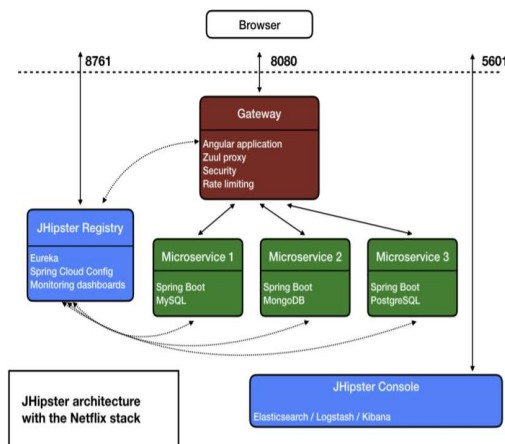 Browser
8761
8080
5601
Gateway
Angular application
Zuul proxy
Security
Rate limiting
JHipster Registry
Eureka
Spring Cloud Config
Monitoring dashboards
Microservice 1
Spring Boot
MySQL
Microservice 2
Spring Boot
MongoDB
Microservice 3
Spring Boot
PostgreSQL
JHipster architecture
with the Netflix stack
JHipster Console
Elasticsearch / Logstash / Kibana